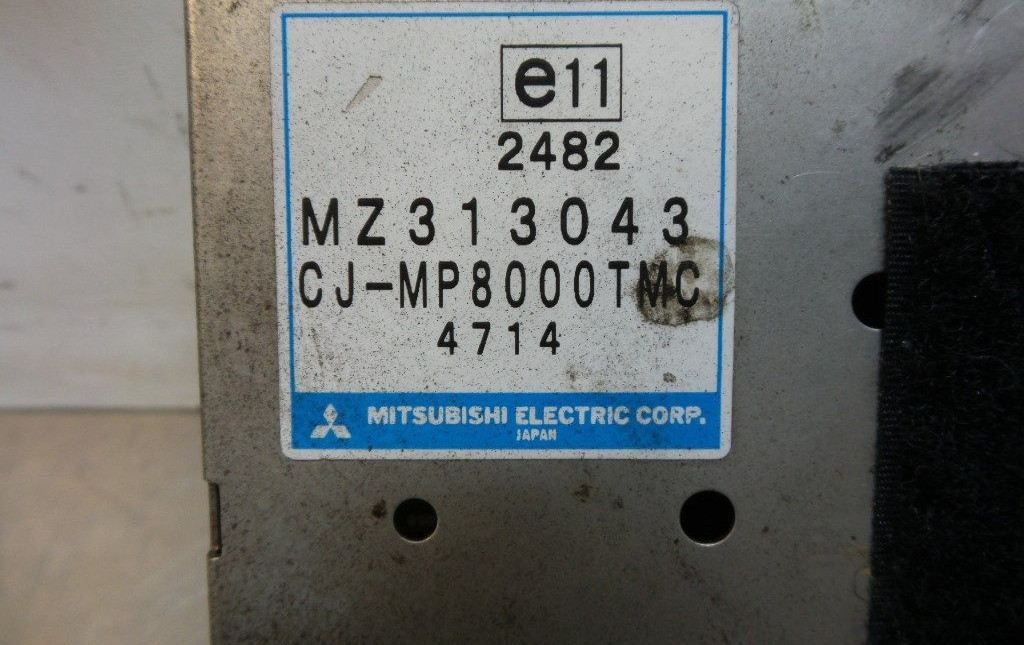 e11
2482
MZ313043
CJ-MP8000TMC
4714
MITSUBISHI ELECTRIC CORP.
JAPAN